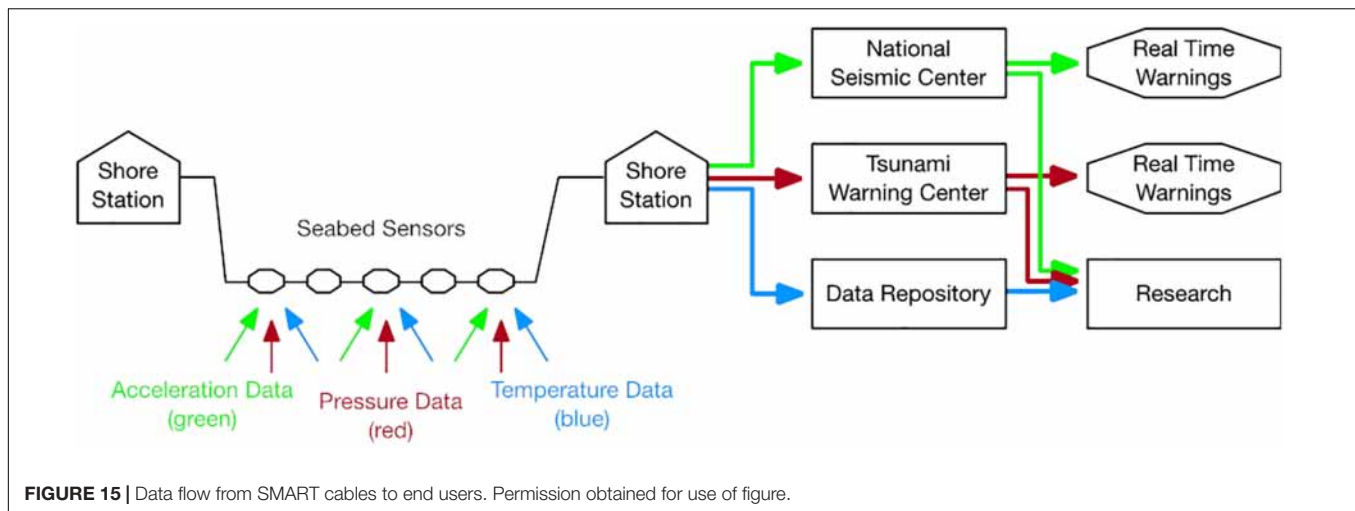 Shore
Station
Seabed Sensors
Acceleration Data
(green)
Pressure Data
(red)
Temperature Data
(blue)
Shore
Station
National
Seismic Center
Real Time
Warnings
Tsunami
Warning Center
Real Time
Warnings
Data Repository
Research
FIGURE 15 | Data flow from SMART cables to end users. Permission obtained for use of figure.